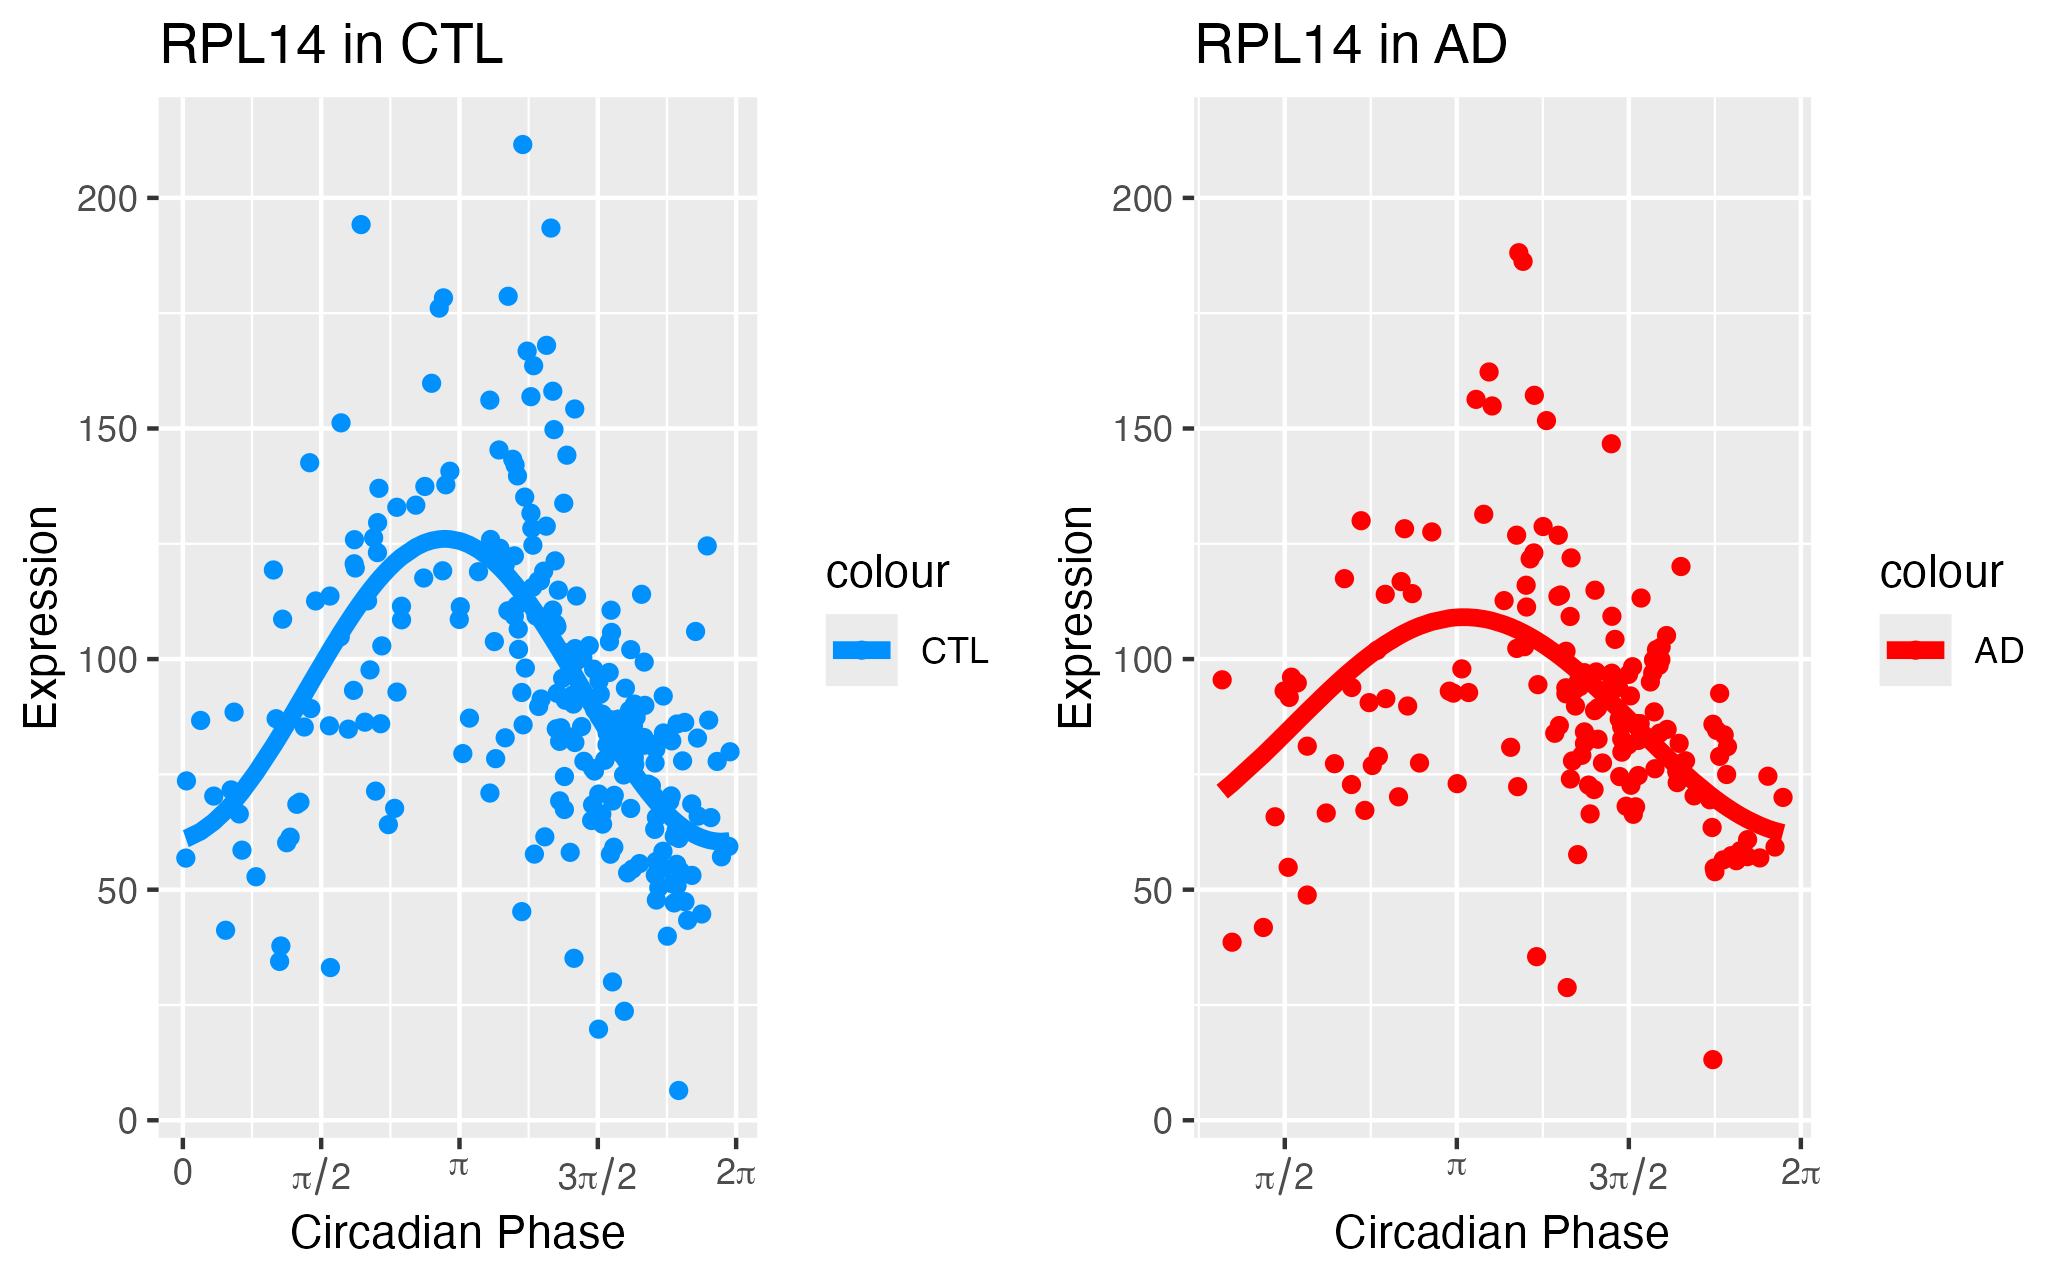 RPL14 in CTL
Expression
200
150
100
50
0
0 π/2 π 3π/2 2π
Circadian Phase
colour
CTL
RPL14 in AD
Expression
200
150
100
50
0
π/2 π 3π/2 2π
Circadian Phase
colour
AD